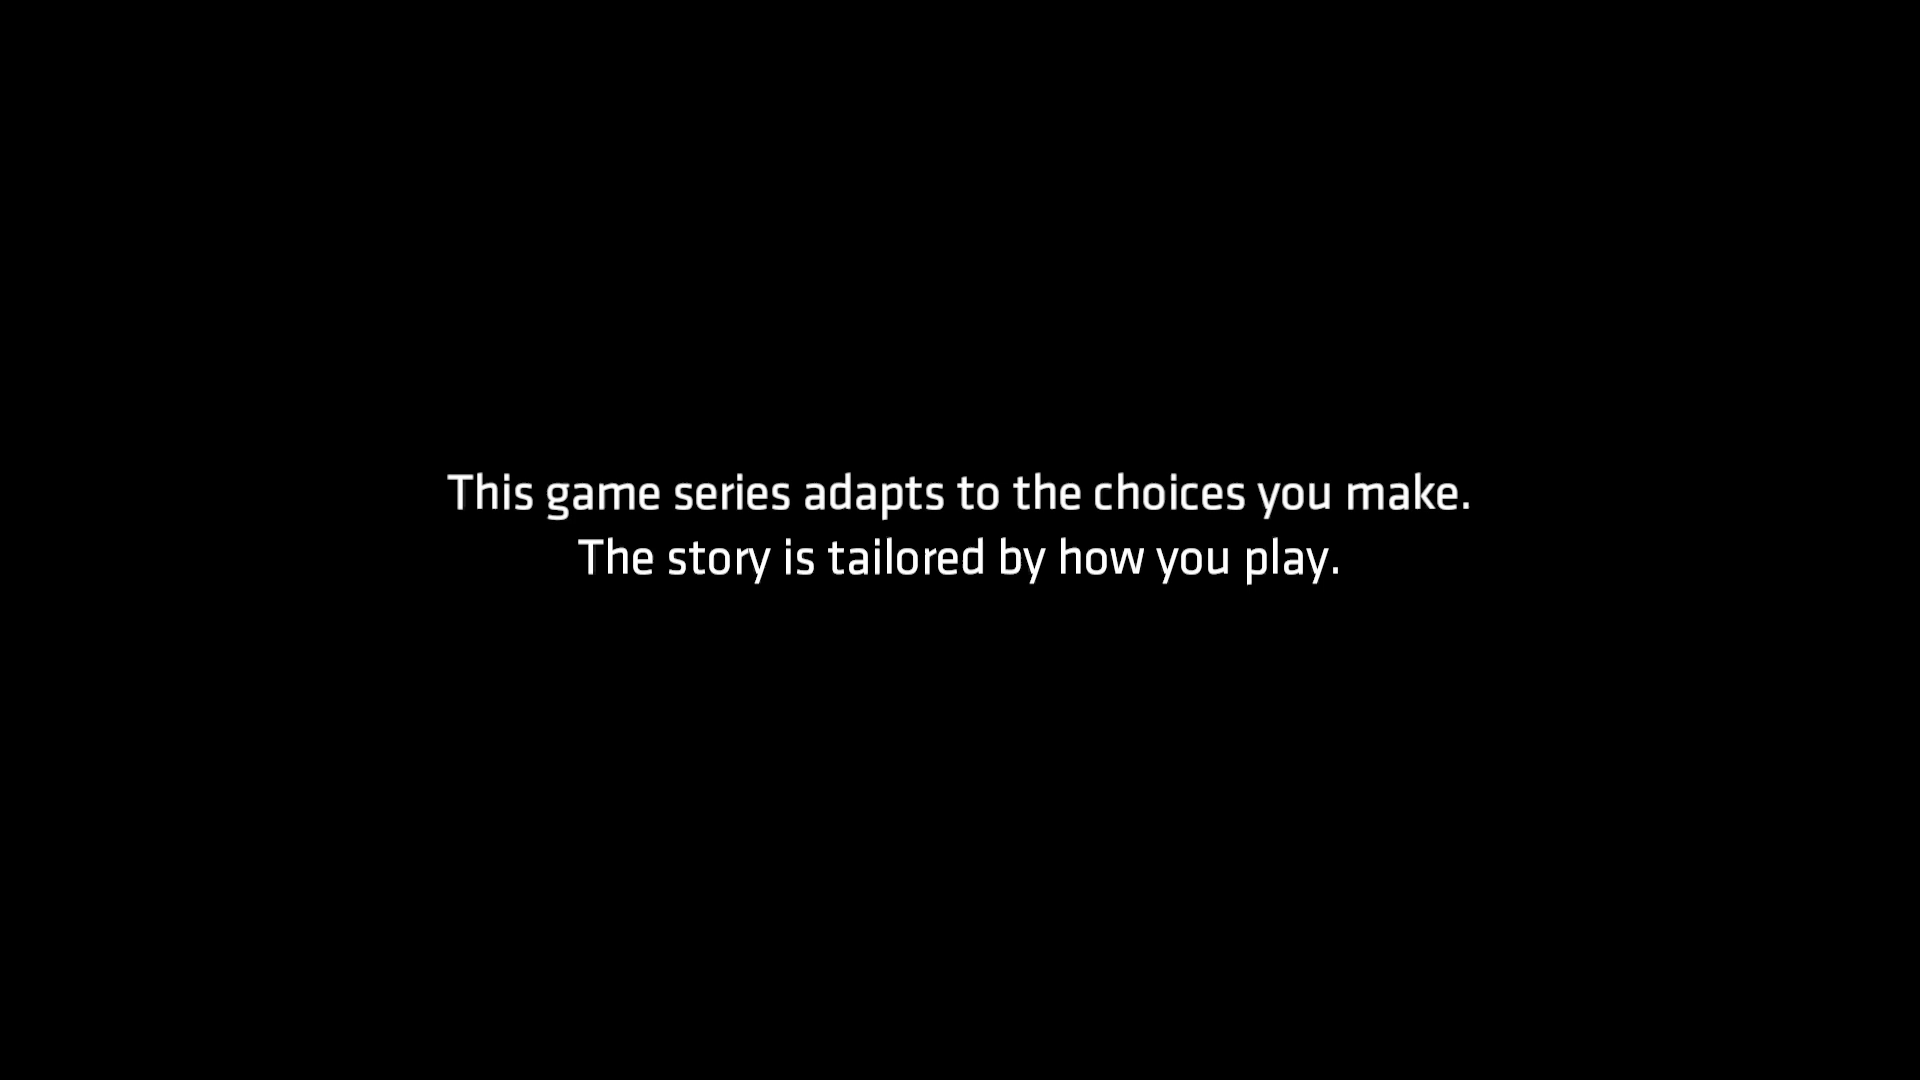 This game series adapts to the choices you make.
The story is tailored by how you play.